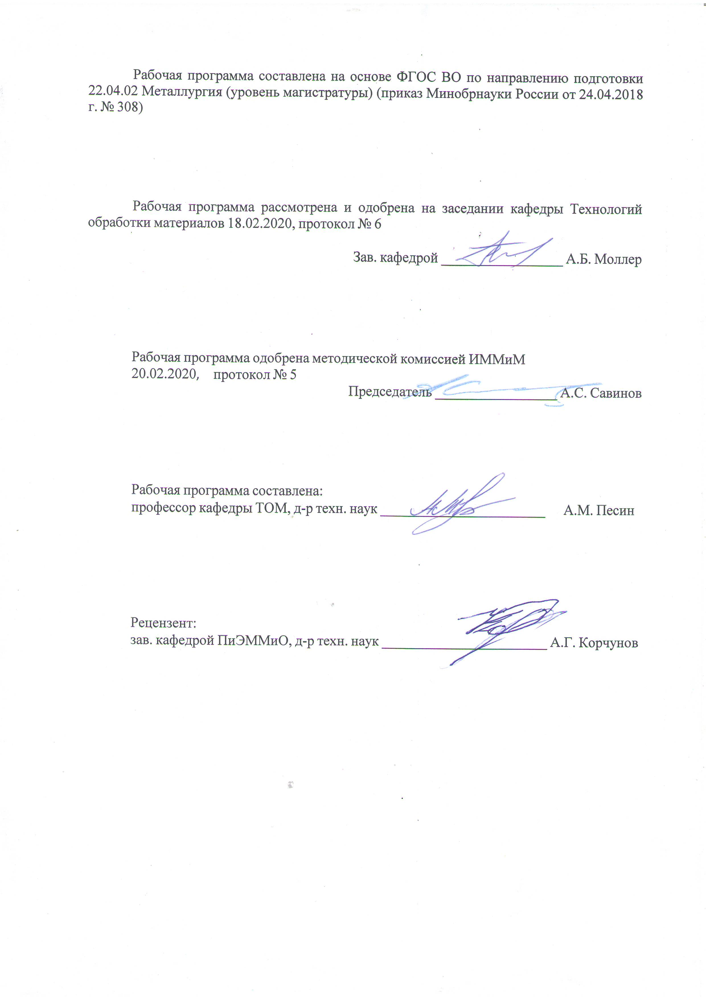 Рабочая программа составлена на основе ФГОС ВО по направлению подготовки
22.04.02 Металлургия (уровень магистратуры) (приказ Минобрнауки России от 24.04.2018
г. № 308)
Рабочая программа рассмотрена и одобрена на заседании кафедры Технологий
обработки материалов 18.02.2020, протокол № 6
Зав. кафедрой ________________ А.Б. Моллер
Рабочая программа одобрена методической комиссией ИММиМ
20.02.2020, протокол № 5
Председатель ________________ А.С. Савинов
Рабочая программа составлена:
профессор кафедры ТОМ, д-р техн. наук ______________________ А.М. Песин
Рецензент:
зав. кафедрой ПиЭММиО, д-р техн. наук ______________________ А.Г. Корчунов